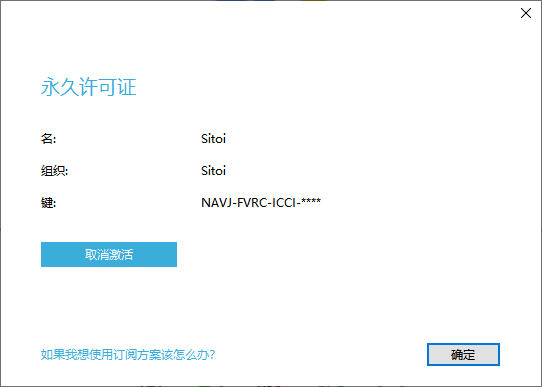 永久许可证
名: Sitoi
组织: Sitoi
键: NAVJ-FVRC-ICCI-****
取消激活
如果我想使用订阅方案该怎么办? 确定